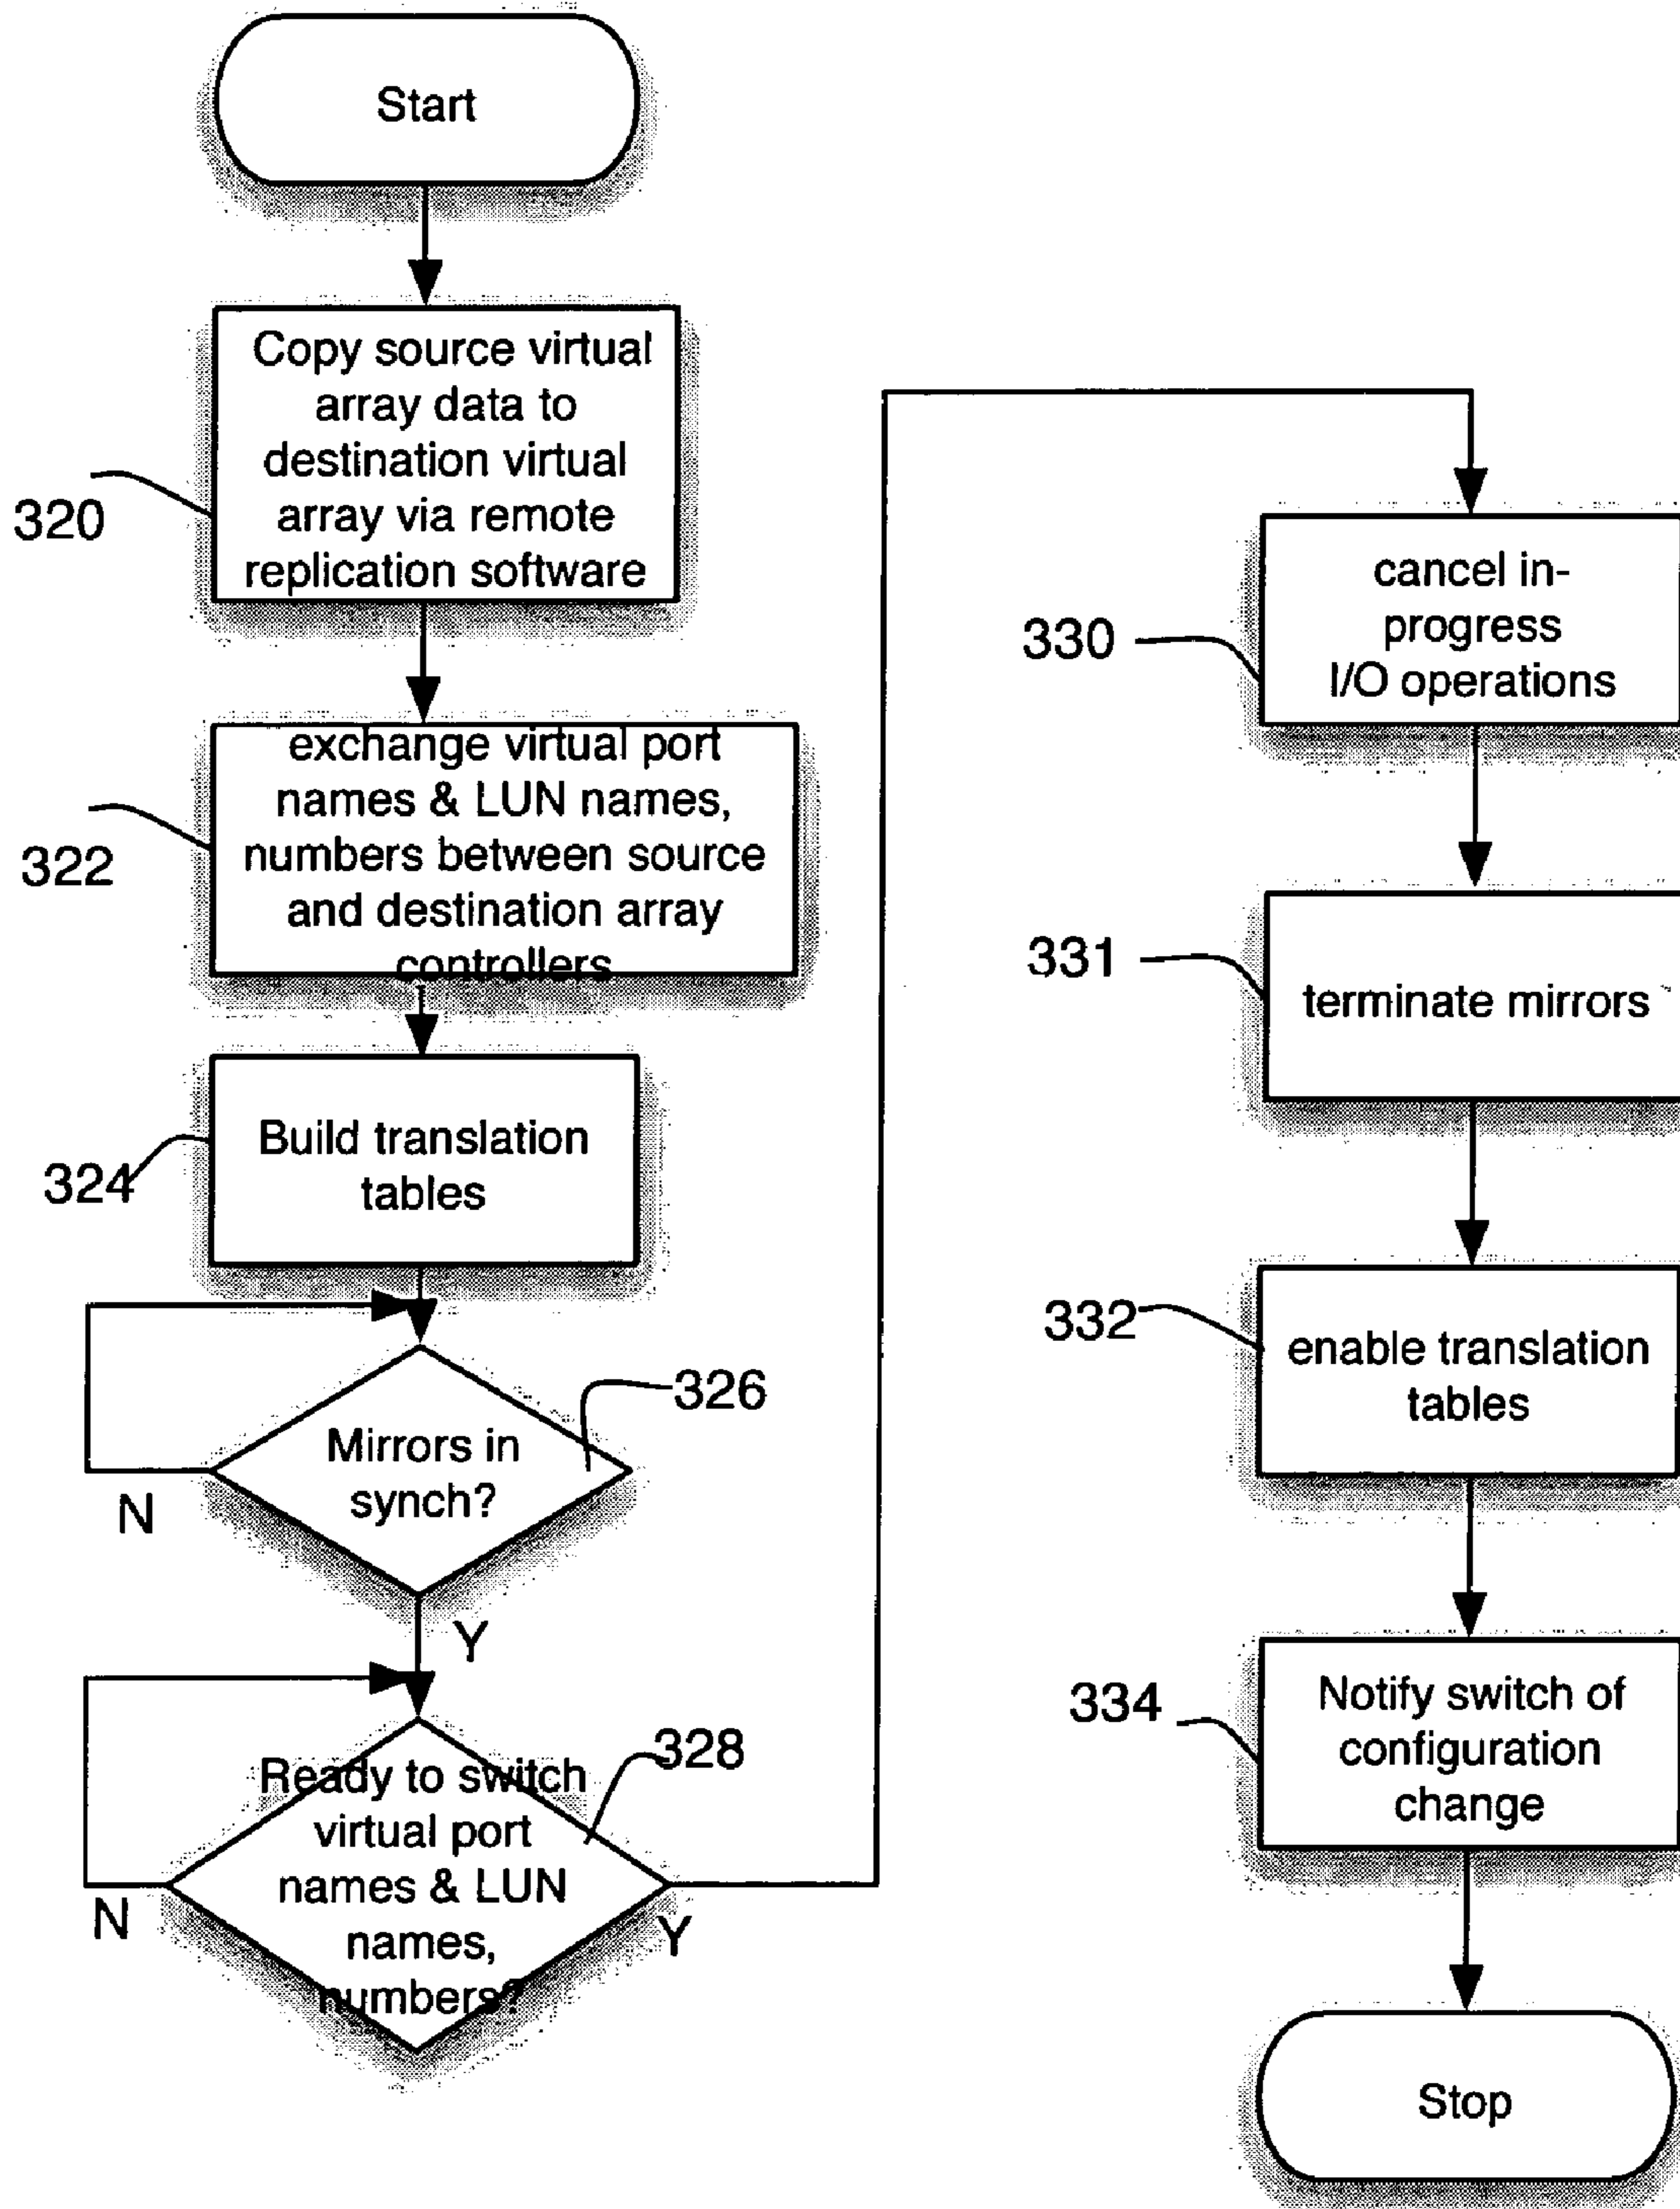 Start
Copy source virtual
array data to
destination virtual
array via remote
replication software
320
exchange virtual port
names & LUN names,
numbers between source
and destination array
controllers
322
Build translation
tables
324
Mirrors in
synch?
326
N
Y
Ready to switch
virtual port
names & LUN
names,
numbers?
328
N
Y
cancel in-
progress
I/O operations
330
terminate mirrors
331
enable translation
tables
332
Notify switch of
configuration
change
334
Stop